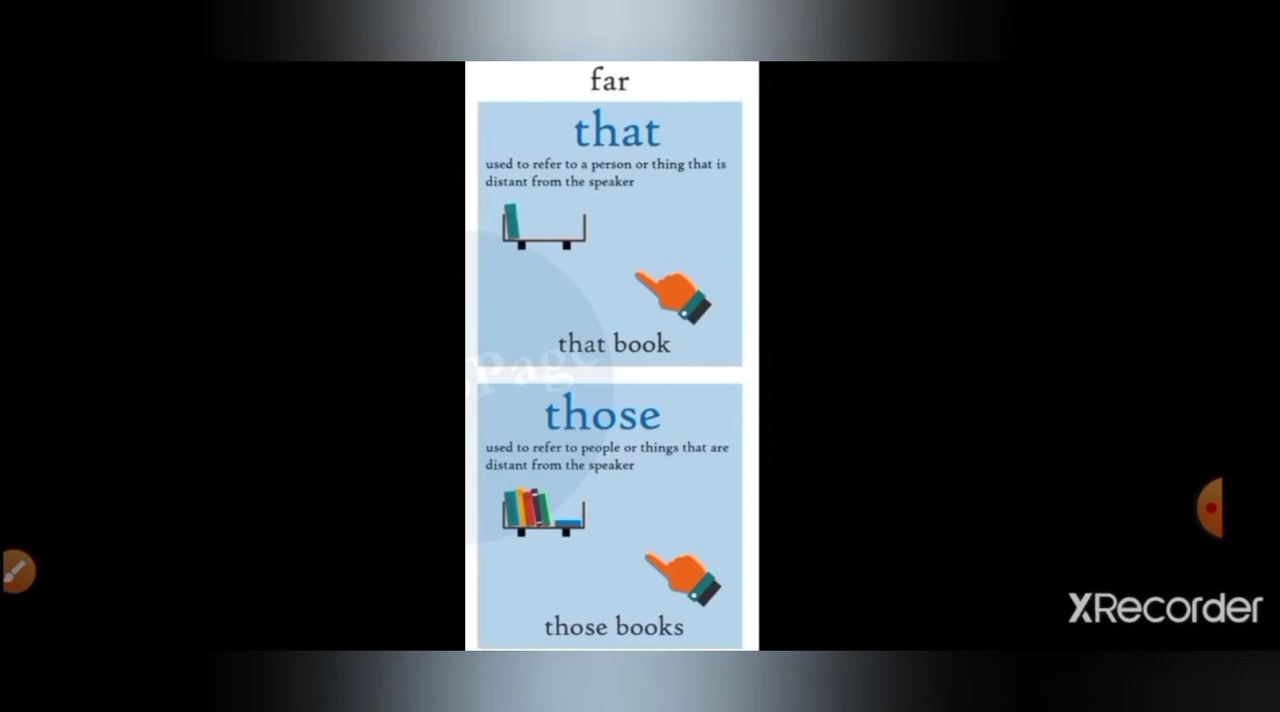 far
that
used to refer to a person or thing that is
distant from the speaker
that book
Page
those
used to refer to people or things that are
distant from the speaker
those books
XRecorder